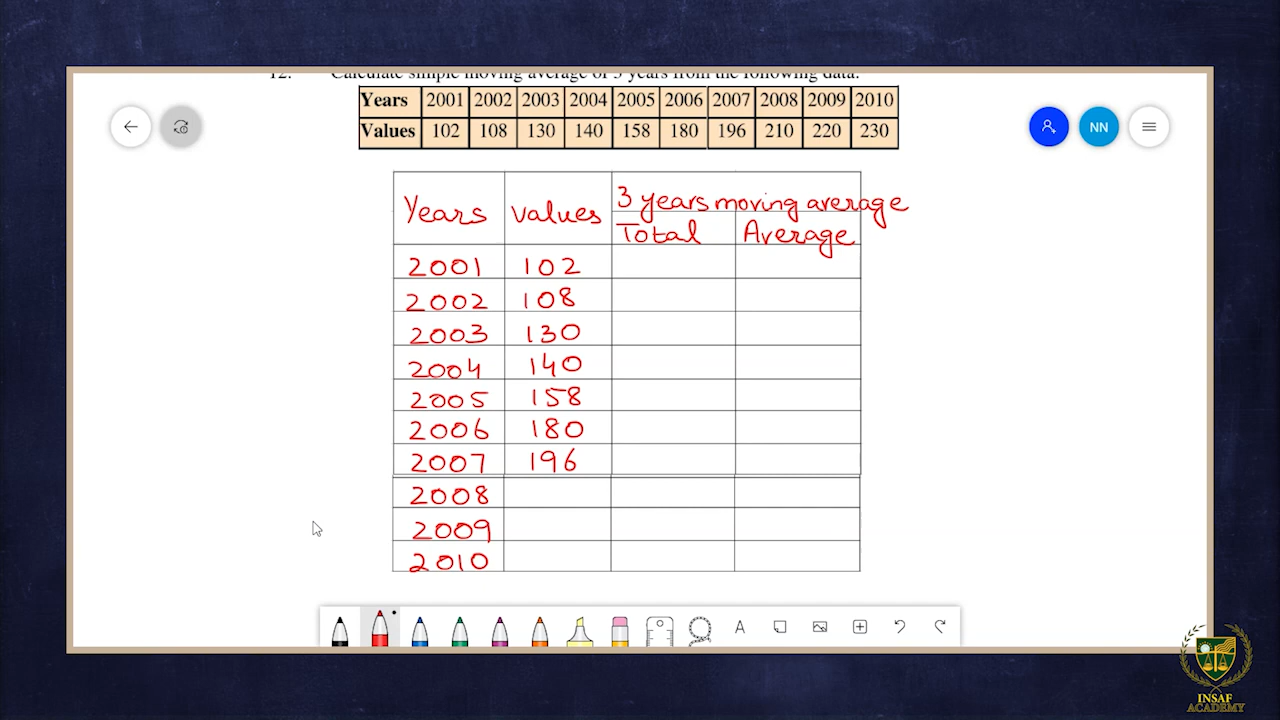 12. Calculate simple moving average of 3 years from the following data.
Years 2001 2002 2003 2004 2005 2006 2007 2008 2009 2010
Values 102 108 130 140 158 180 196 210 220 230
NN
Years values 3 years moving average
Total Average
2001 102
2002 108
2003 130
2004 140
2005 158
2006 180
2007 196
2008
2009
2010
A
INSAF
ACADEMY